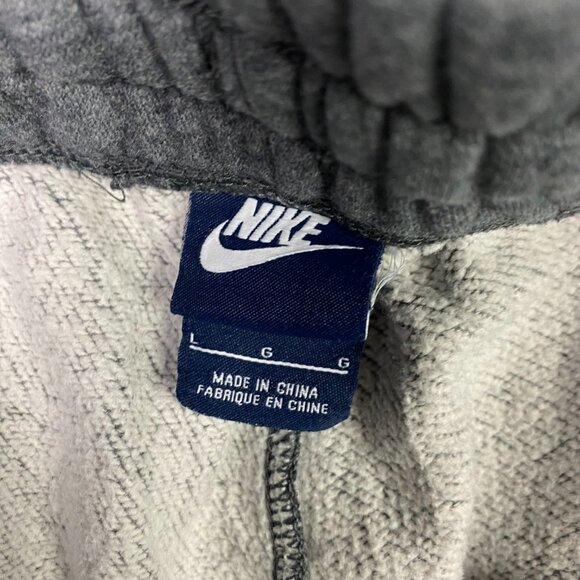 NIKE
L G G
MADE IN CHINA
FABRIQUE EN CHINE